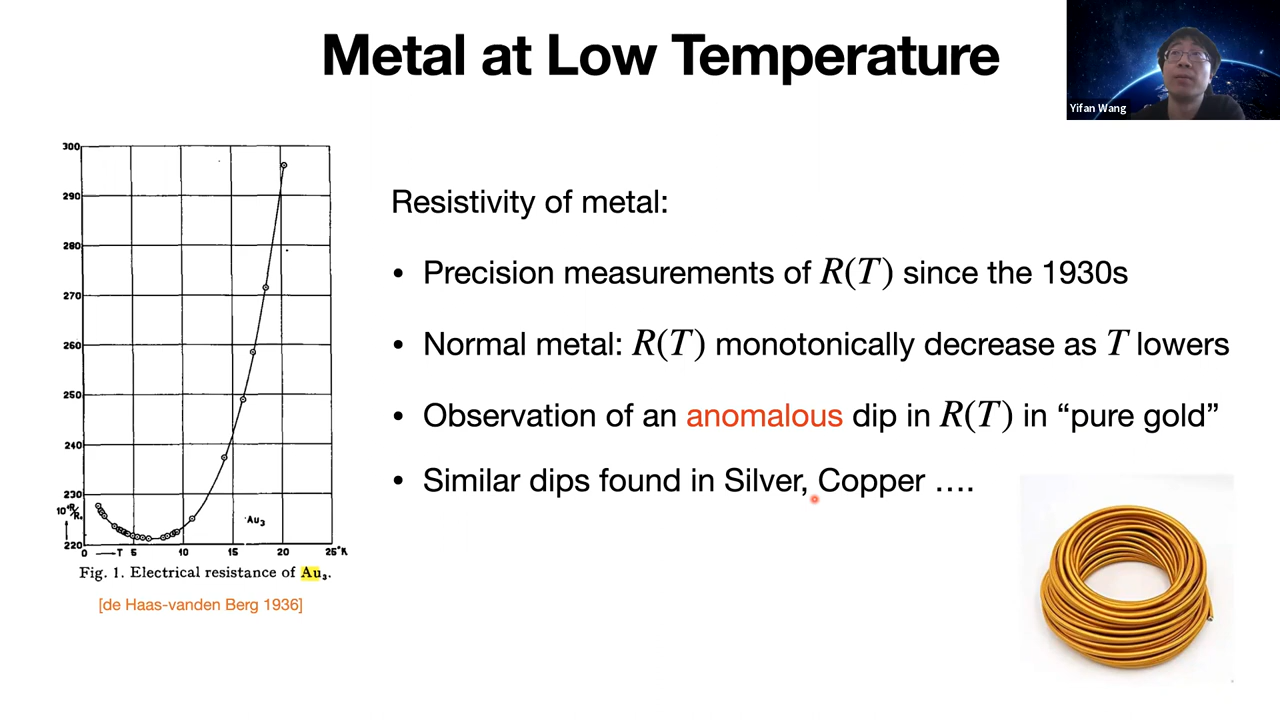 Metal at Low Temperature
Yifan Wang
300
290
280
270
260
250
240
230
220
0
T
5
10
15
20
25°K
Au₃
Fig. 1. Electrical resistance of Au₃.
[de Haas-vanden Berg 1936]
Resistivity of metal:
• Precision measurements of R(T) since the 1930s
• Normal metal: R(T) monotonically decrease as T lowers
• Observation of an anomalous dip in R(T) in “pure gold”
• Similar dips found in Silver, Copper ....